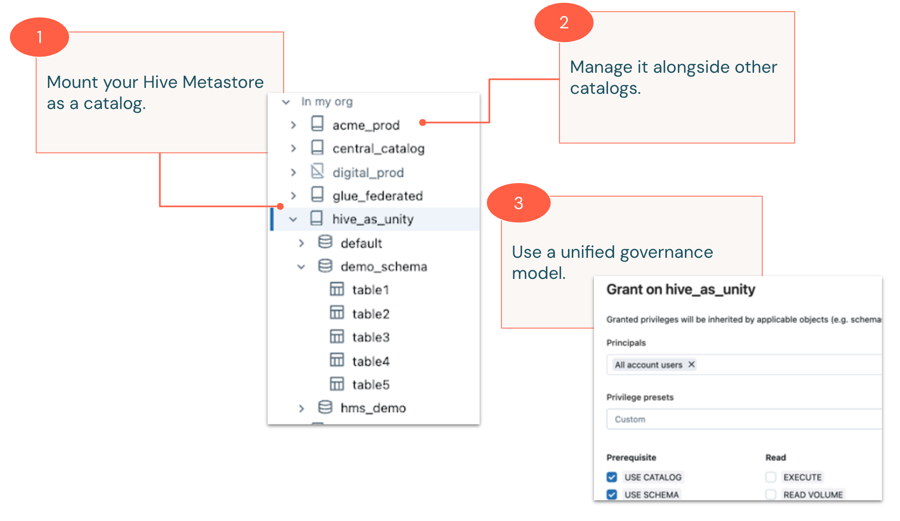 1
Mount your Hive Metastore
as a catalog.
2
Manage it alongside other
catalogs.
In my org
acme_prod
central_catalog
digital_prod
glue_federated
hive_as_unity
default
demo_schema
table1
table2
table3
table4
table5
hms_demo
3
Use a unified governance
model.
Grant on hive_as_unity
Granted privileges will be inherited by applicable objects (e.g. schemas
Principals
All account users
Privilege presets
Custom
Prerequisite
USE CATALOG
USE SCHEMA
Read
EXECUTE
READ VOLUME